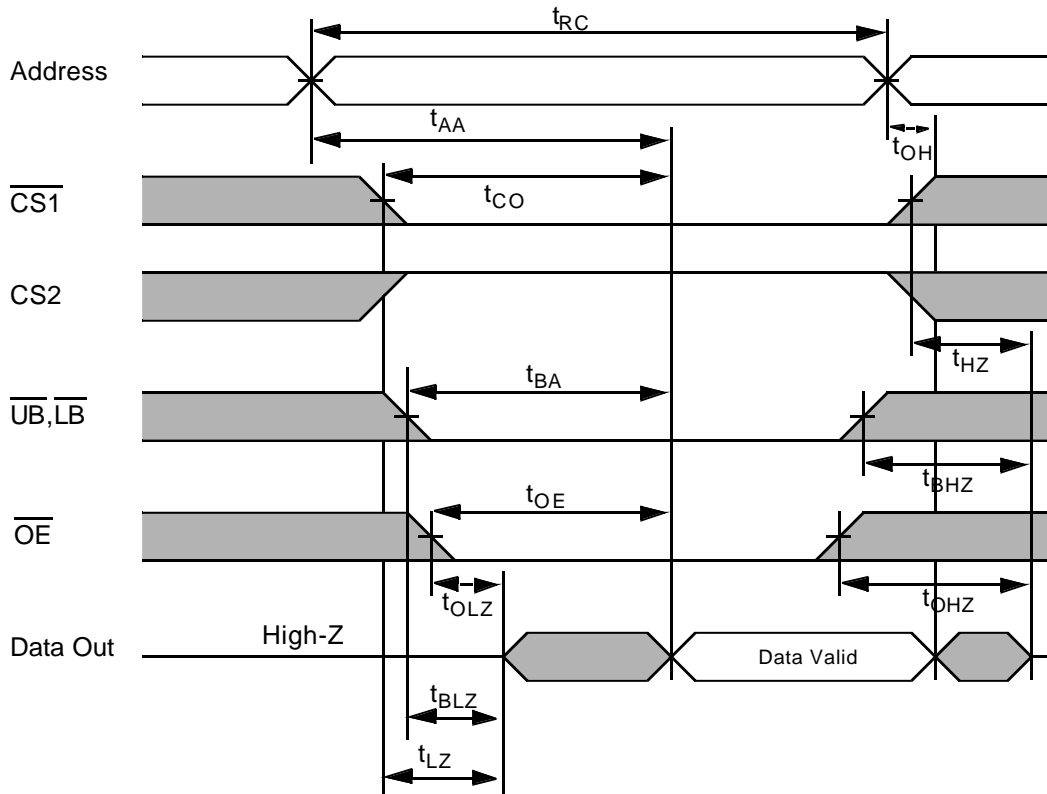 tRC
Address
tAA
tOH
CS1
tCO
CS2
tHZ
tBA
UB,LB
tBHZ
tOE
OE
tOLZ
tOHZ
High-Z
Data Out
Data Valid
tBLZ
tLZ